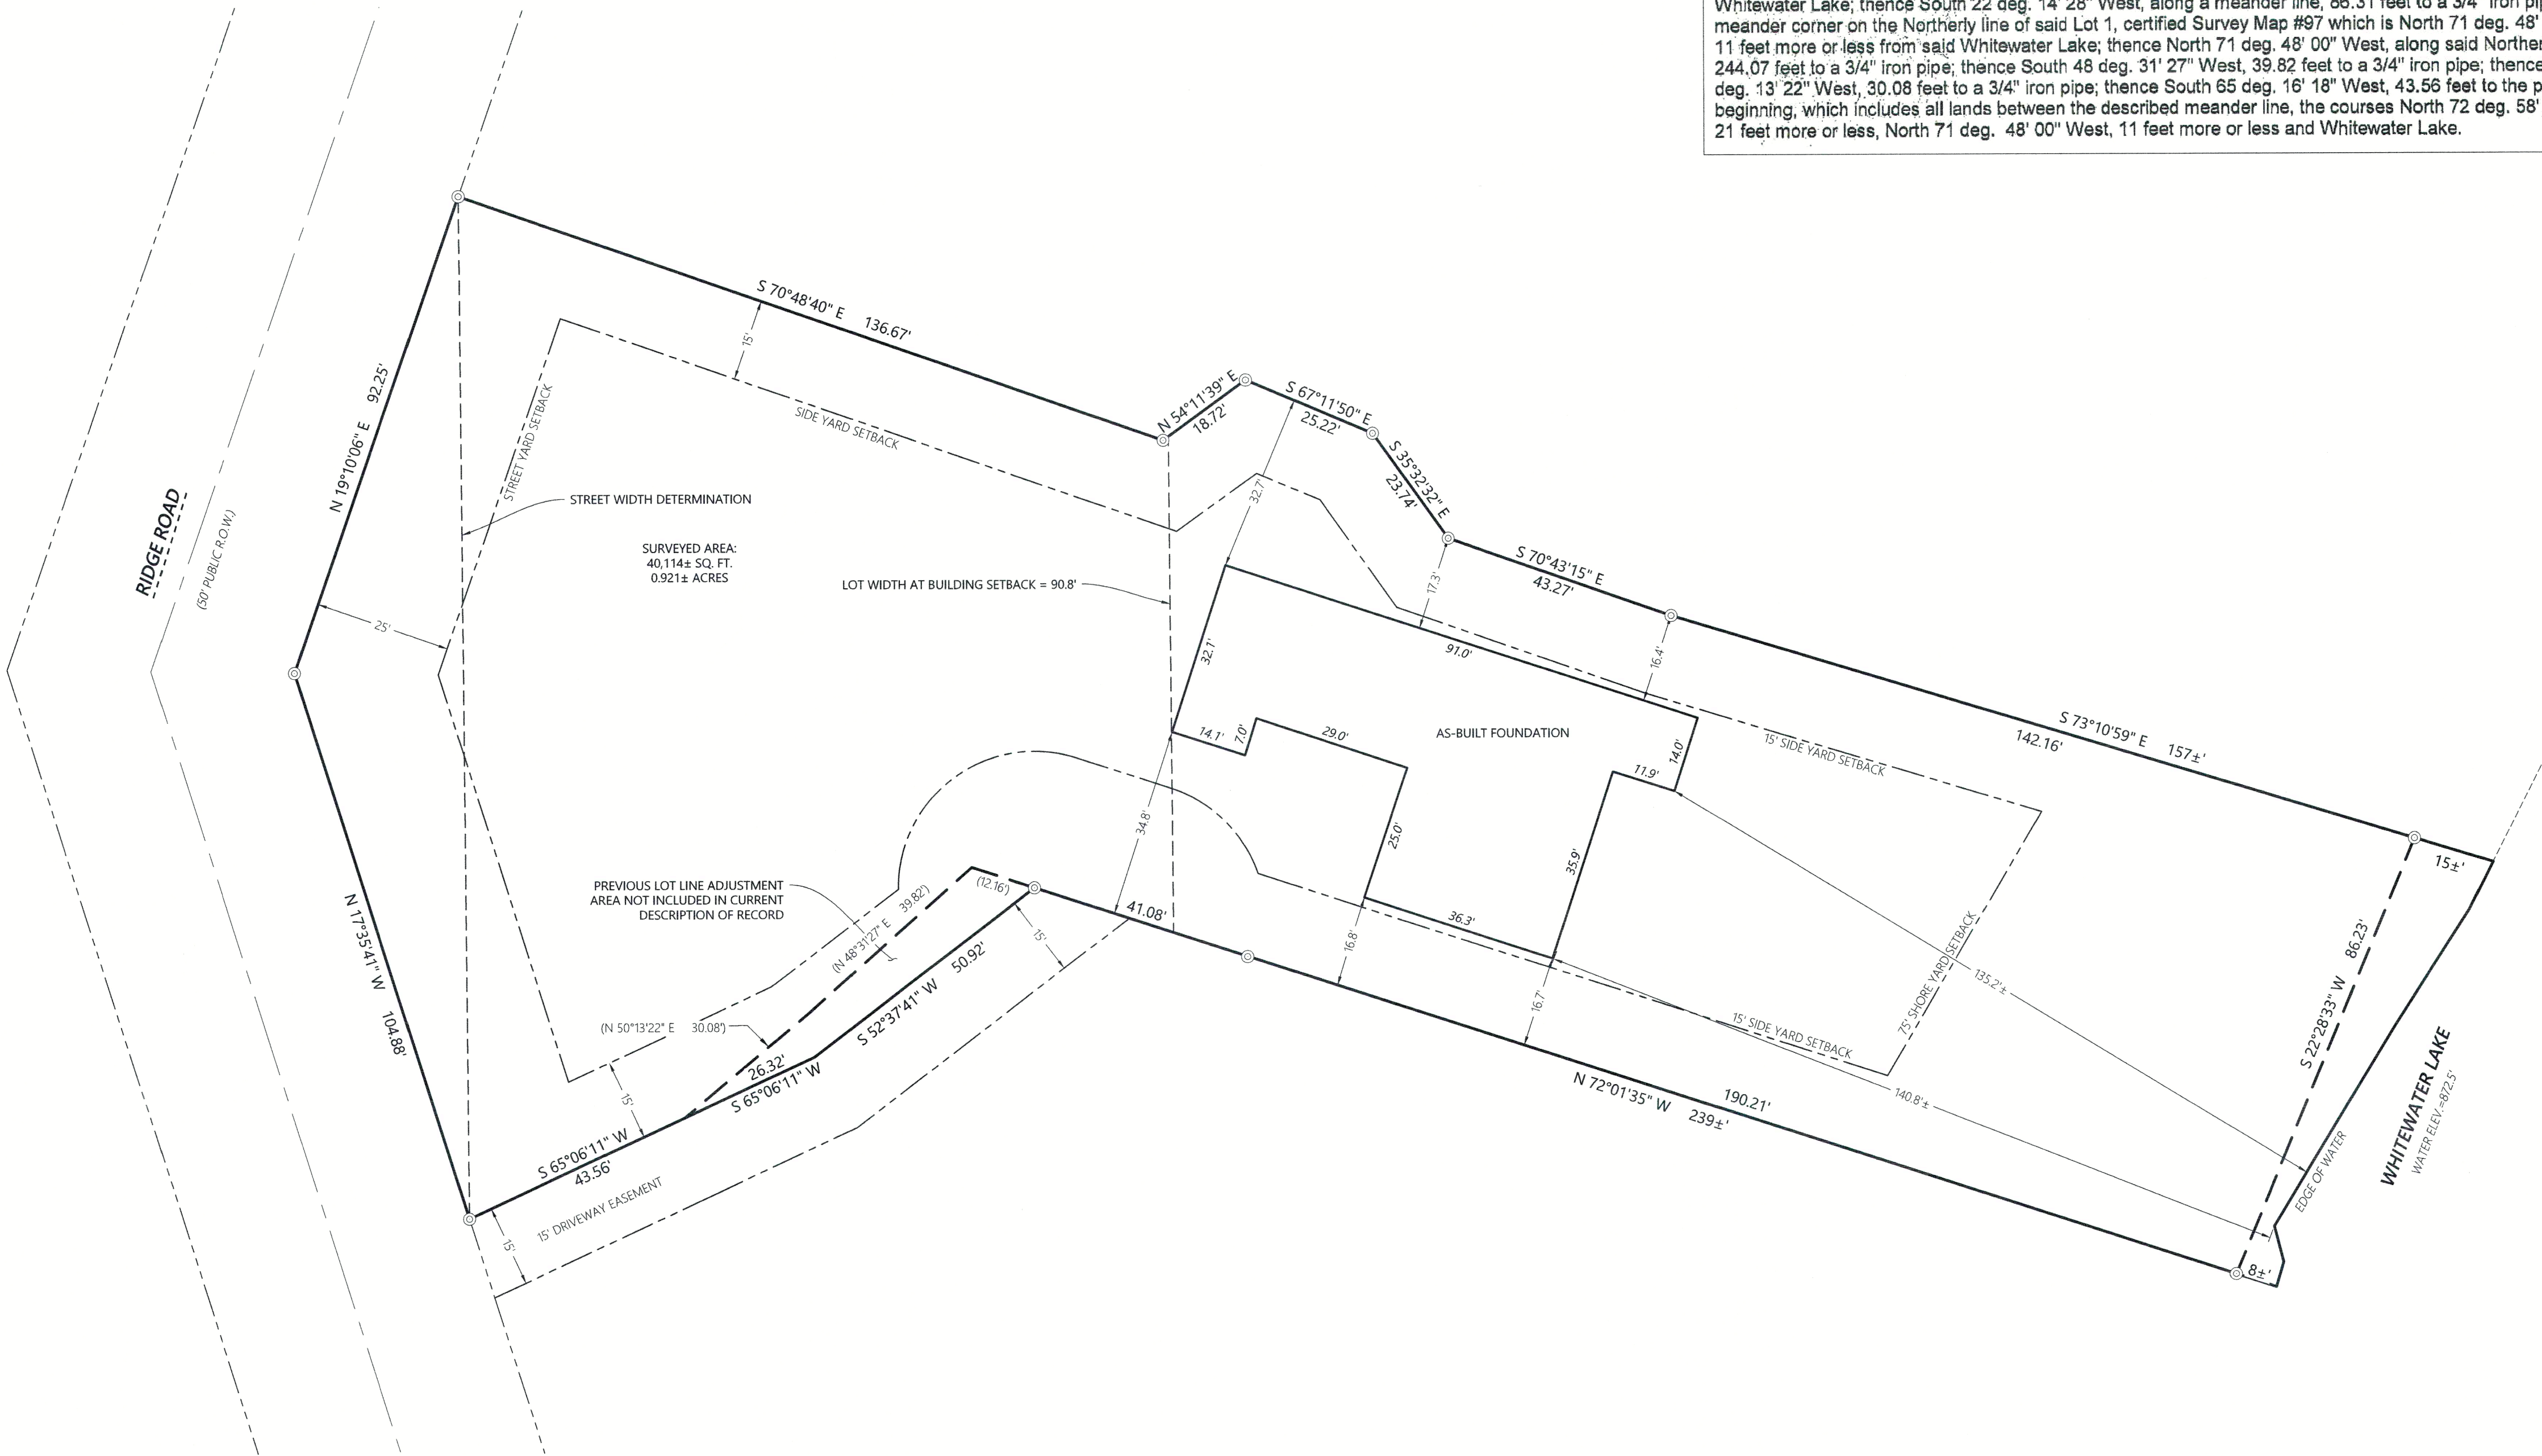 Whitewater Lake; thence South 22 deg. 14' 28" West, along a meander line, 86.31 feet to a 3/4" iron pip
meander corner on the Northerly line of said Lot 1, certified Survey Map #97 which is North 71 deg. 48'
11 feet more or less from said Whitewater Lake; thence North 71 deg. 48' 00" West, along said Norther
244.07 feet to a 3/4" iron pipe; thence South 48 deg. 31' 27" West, 39.82 feet to a 3/4" iron pipe; thence
deg. 13' 22" West, 30.08 feet to a 3/4" iron pipe; thence South 65 deg. 16' 18" West, 43.56 feet to the p
beginning, which includes all lands between the described meander line, the courses North 72 deg. 58'
21 feet more or less, North 71 deg. 48' 00" West, 11 feet more or less and Whitewater Lake.
S 70°48'40" E 136.67'
15'
SIDE YARD SETBACK
N 19°10'06" E 92.25'
STREET YARD SETBACK
STREET WIDTH DETERMINATION
RIDGE ROAD
(50' PUBLIC R.O.W.)
SURVEYED AREA:
40,114± SQ. FT.
0.921± ACRES
25'
LOT WIDTH AT BUILDING SETBACK = 90.8'
N 54°11'39" E
18.72'
S 67°11'50" E
25.22'
S 35°32'32" E
23.74'
32.7'
17.3'
S 70°43'15" E
43.27'
16.4'
91.0'
32.1'
14.1'
7.0'
29.0'
AS-BUILT FOUNDATION
14.0'
11.9'
25.0'
35.9'
36.3'
34.8'
15' SIDE YARD SETBACK
S 73°10'59" E 157±'
142.16'
15±'
PREVIOUS LOT LINE ADJUSTMENT
AREA NOT INCLUDED IN CURRENT
DESCRIPTION OF RECORD
(N 48°31'27" E 39.82')
(12.16')
41.08'
15'
50.92'
S 52°37'41" W
(N 50°13'22" E 30.08')
26.32'
S 65°06'11" W
15'
S 65°06'11" W
43.56'
15' DRIVEWAY EASEMENT
15'
N 17°35'41" W 104.88'
16.8'
16.7'
15' SIDE YARD SETBACK
75' SHORE YARD SETBACK
135.2'±
140.8'±
N 72°01'35" W 239±'
190.21'
S 22°28'33" W 86.23'
EDGE OF WATER
WHITEWATER LAKE
WATER ELEV.=872.5'
8±'